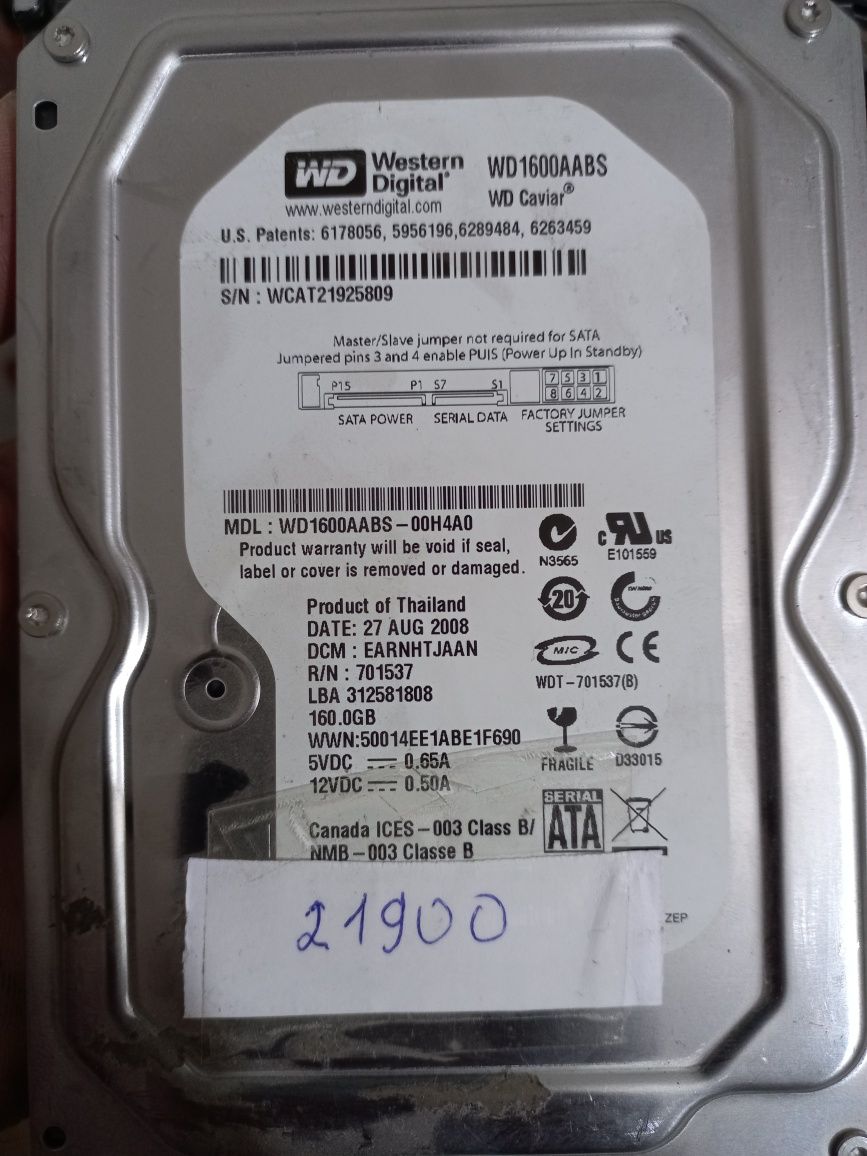 WD Western Digital® WD1600AABS
www.westerndigital.com WD Caviar®
U.S. Patents: 6178056, 5956196,6289484, 6263459
S/N : WCAT21925809
Master/Slave jumper not required for SATA
Jumpered pins 3 and 4 enable PUIS (Power Up In Standby)
P15 P1 S7 S1 7 5 3 1
8 6 4 2
SATA POWER SERIAL DATA FACTORY JUMPER
SETTINGS
MDL : WD1600AABS-00H4A0
Product warranty will be void if seal,
label or cover is removed or damaged.
N3565 c RU US
E101559
20
Product of Thailand
DATE: 27 AUG 2008
DCM : EARNHTJAAN
R/N : 701537
LBA 312581808
160.0GB
WWN:50014EE1ABE1F690
5VDC 0.65A
12VDC 0.50A
MIC CE
WDT-701537(B)
FRAGILE D33015
Canada ICES-003 Class B/
NMB-003 Classe B
SERIAL
ATA
ZEP
21900